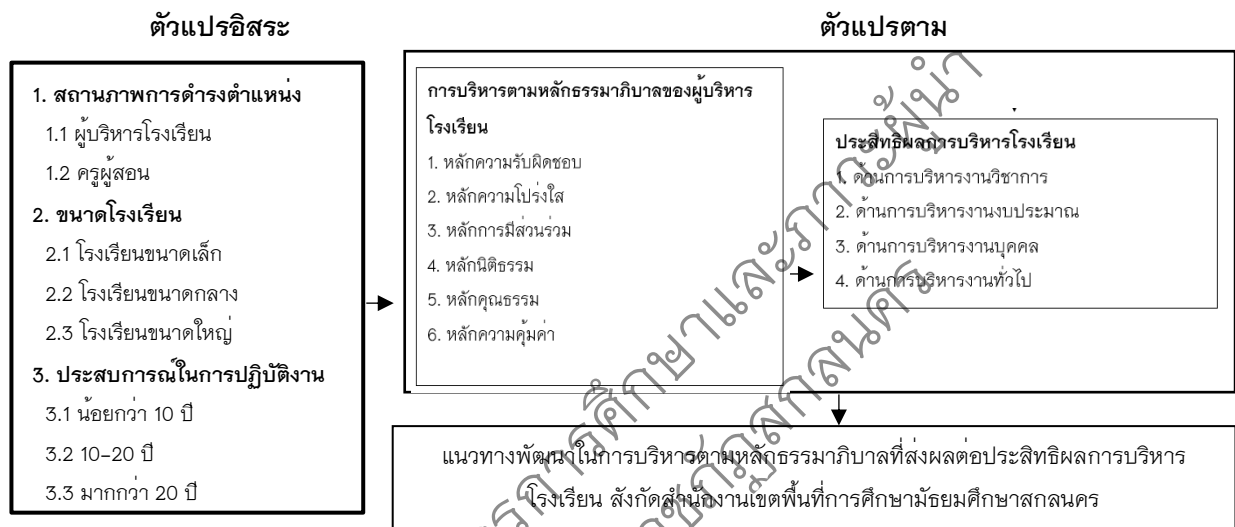 ตัวแปรอิสระ
ตัวแปรตาม
1. สถานภาพการดำรงตำแหน่ง
1.1 ผู้บริหารโรงเรียน
1.2 ครูผู้สอน
2. ขนาดโรงเรียน
2.1 โรงเรียนขนาดเล็ก
2.2 โรงเรียนขนาดกลาง
2.3 โรงเรียนขนาดใหญ่
3. ประสบการณ์ในการปฏิบัติงาน
3.1 น้อยกว่า 10 ปี
3.2 10–20 ปี
3.3 มากกว่า 20 ปี
การบริหารตามหลักธรรมาภิบาลของผู้บริหาร
โรงเรียน
1. หลักความรับผิดชอบ
2. หลักความโปร่งใส
3. หลักการมีส่วนร่วม
4. หลักนิติธรรม
5. หลักคุณธรรม
6. หลักความคุ้มค่า
ประสิทธิผลการบริหารโรงเรียน
1. ด้านการบริหารงานวิชาการ
2. ด้านการบริหารงานงบประมาณ
3. ด้านการบริหารงานบุคคล
4. ด้านการบริหารงานทั่วไป
แนวทางพัฒนาในการบริหารตามหลักธรรมาภิบาลที่ส่งผลต่อประสิทธิผลการบริหาร
โรงเรียน สังกัดสำนักงานเขตพื้นที่การศึกษามัธยมศึกษาสกลนคร
การศึกษาและภาวะผู้นำ
สกลนคร